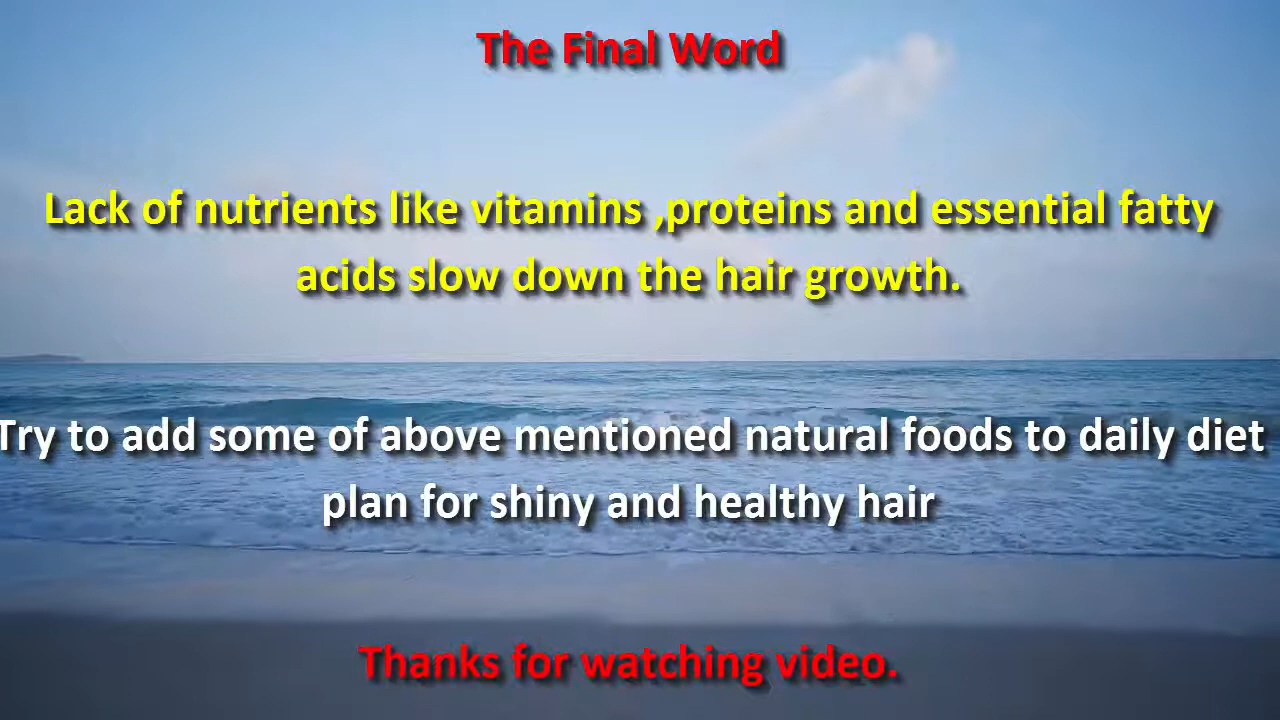 The Final Word
Lack of nutrients like vitamins ,proteins and essential fatty
acids slow down the hair growth.
Try to add some of above mentioned natural foods to daily diet
plan for shiny and healthy hair
Thanks for watching video.